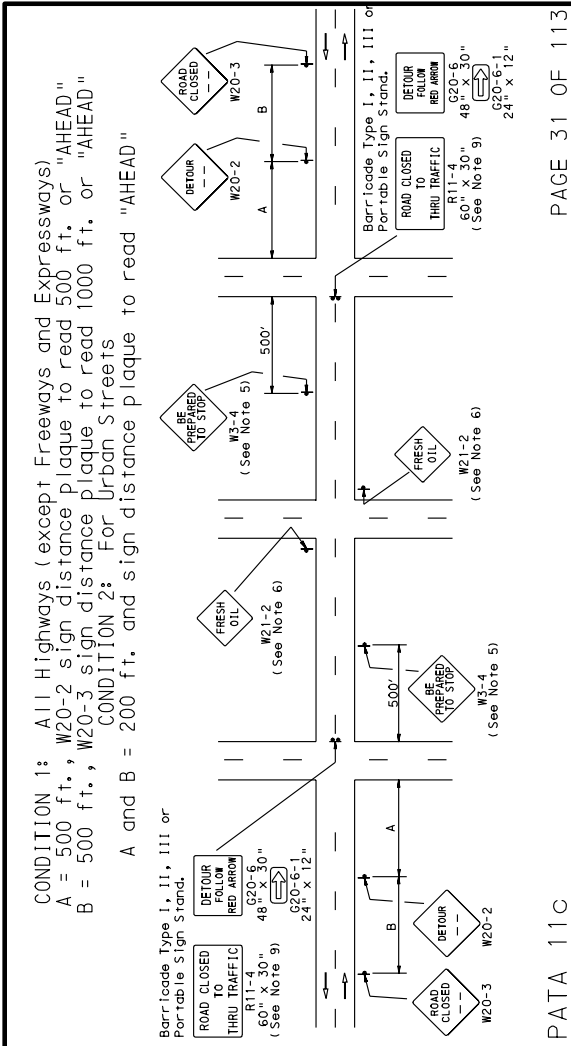 CONDITION 1: All Highways (except Freeways and Expressways)
A = 500 ft., W20-2 sign distance plaque to read 500 ft. or "AHEAD"
B = 500 ft., W20-3 sign distance plaque to read 1000 ft. or "AHEAD"
CONDITION 2: For Urban Streets
A and B = 200 ft. and sign distance plaque to read "AHEAD"
Barricade Type I, II, III or
Portable Sign Stand.
ROAD CLOSED
TO
THRU TRAFFIC
R11-4
60" x 30"
(See Note 9)
DETOUR
FOLLOW
RED ARROW
G20-6
48" x 30"
G20-6-1
24" x 12"
FRESH
OIL
W21-2
(See Note 6)
BE
PREPARED
TO STOP
W3-4
(See Note 5)
500'
DETOUR
W20-2
ROAD
CLOSED
W20-3
A
B
ROAD
CLOSED
W20-3
DETOUR
W20-2
B
A
500'
BE
PREPARED
TO STOP
W3-4
(See Note 5)
FRESH
OIL
W21-2
(See Note 6)
Barricade Type I, II, III or
Portable Sign Stand.
ROAD CLOSED
TO
THRU TRAFFIC
R11-4
60" x 30"
(See Note 9)
DETOUR
FOLLOW
RED ARROW
G20-6
48" x 30"
G20-6-1
24" x 12"
PATA 11c
PAGE 31 OF 113